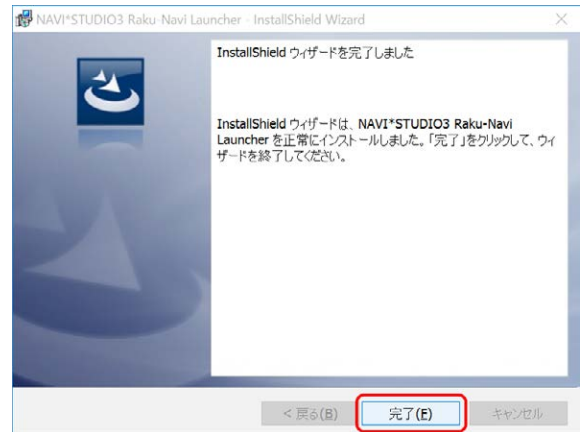 NAVI*STUDIO3 Raku-Navi Launcher - InstallShield Wizard
InstallShield ウィザードを完了しました
InstallShield ウィザードは、NAVI*STUDIO3 Raku-Navi
Launcher を正常にインストールしました。「完了」をクリックして、ウィ
ザードを終了してください。
< 戻る(B)
完了(F)
キャンセル